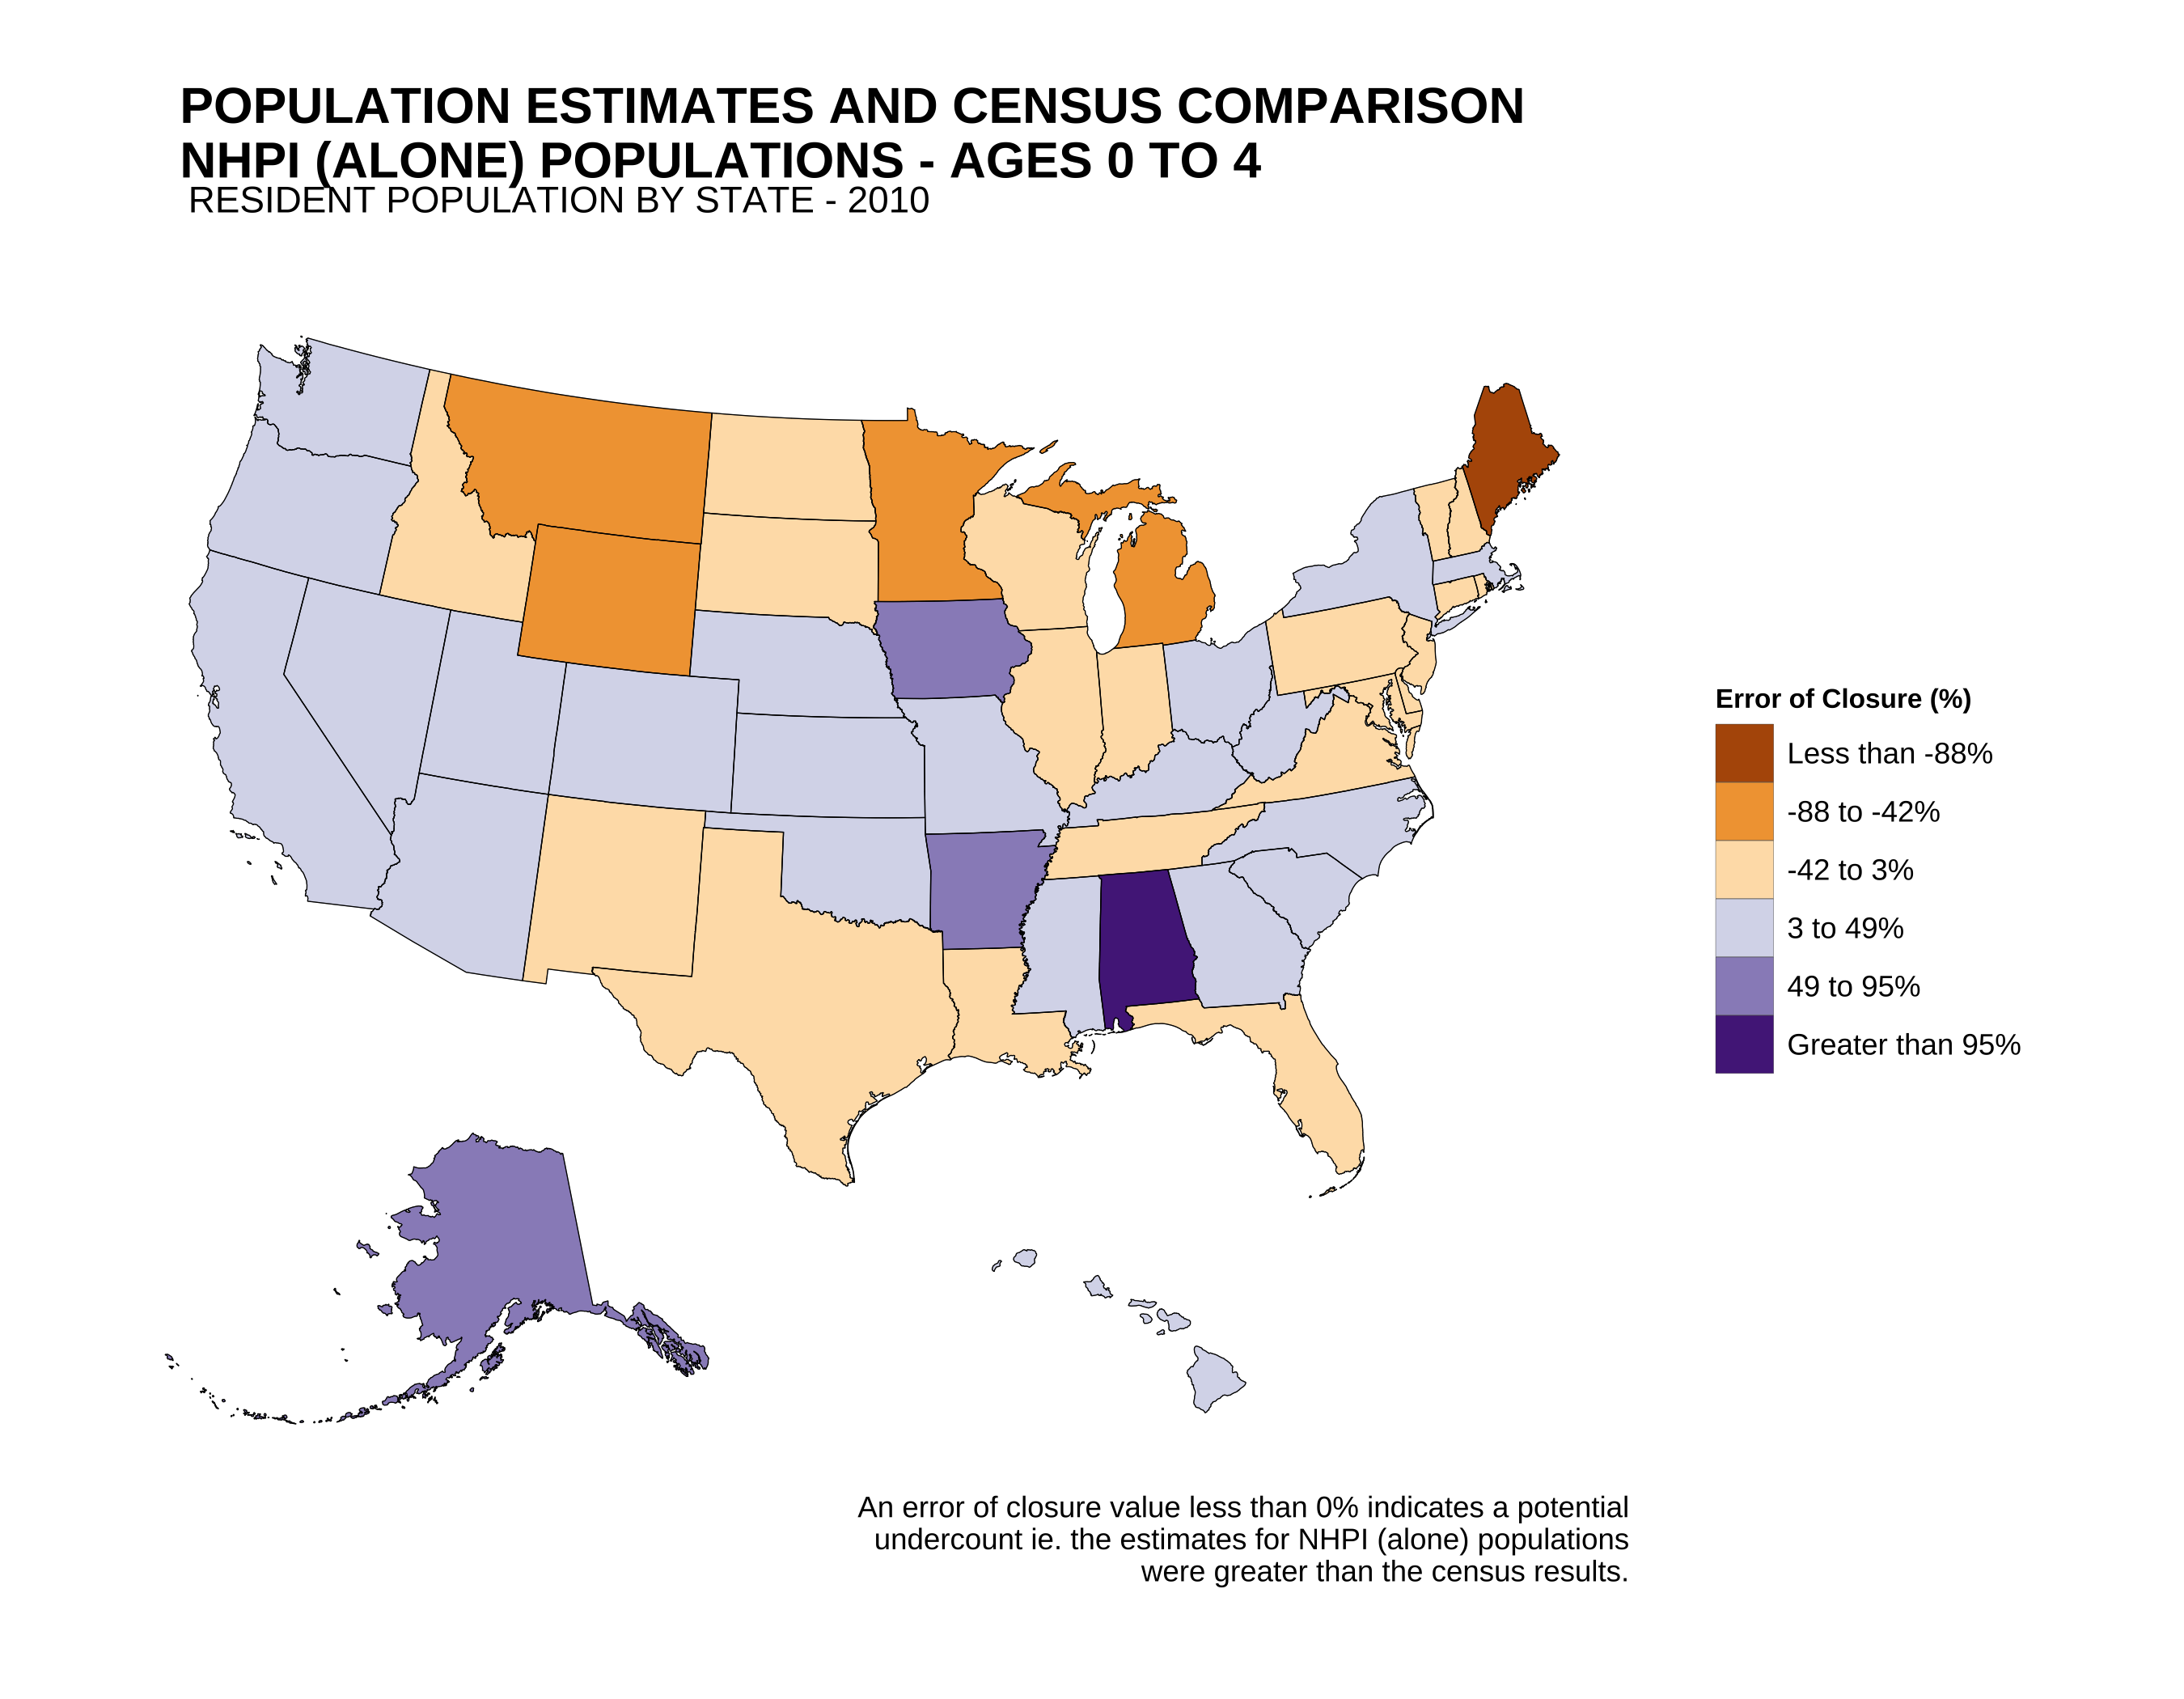 POPULATION ESTIMATES AND CENSUS COMPARISON
NHPI (ALONE) POPULATIONS - AGES 0 TO 4
RESIDENT POPULATION BY STATE - 2010
Error of Closure (%)
Less than -88%
-88 to -42%
-42 to 3%
3 to 49%
49 to 95%
Greater than 95%
An error of closure value less than 0% indicates a potential
undercount ie. the estimates for NHPI (alone) populations
were greater than the census results.